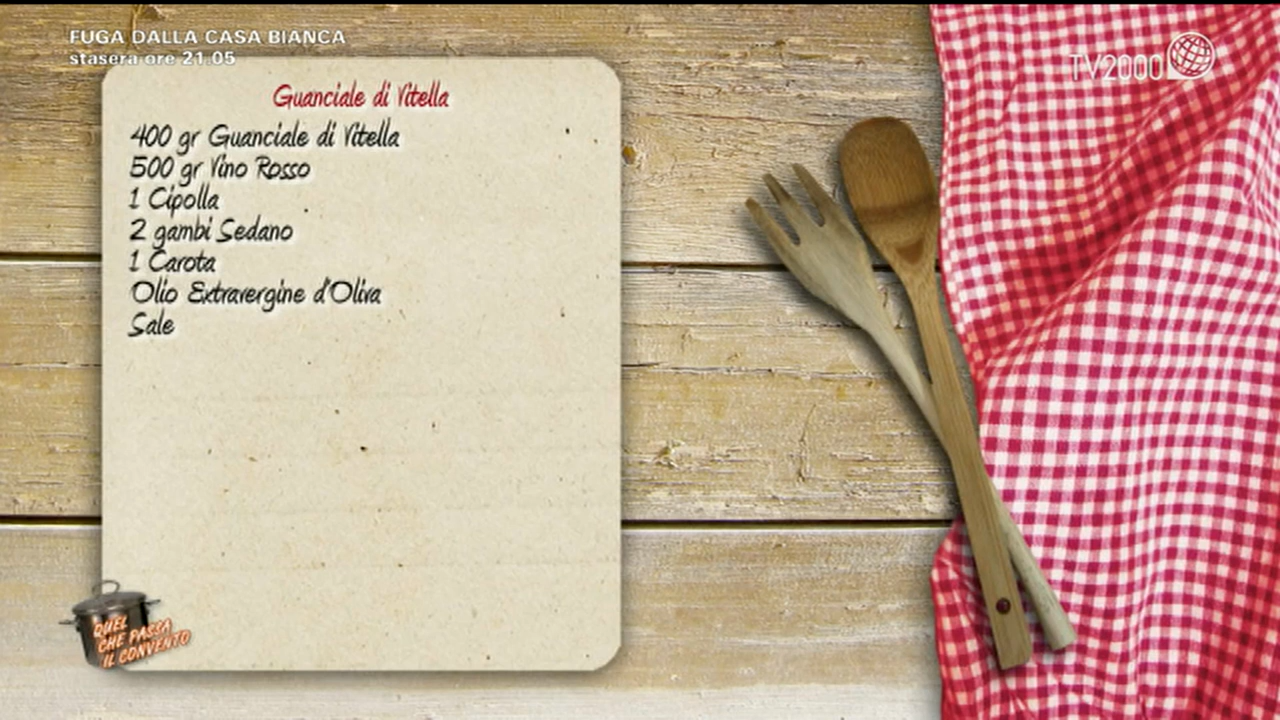 FUGA DALLA CASA BIANCA
stasera ore 21.05
TV2000
Guanciale di Vitella
400 gr Guanciale di Vitella
500 gr Vino Rosso
1 Cipolla
2 gambi Sedano
1 Carota
Olio Extravergine d'Oliva
Sale
QUEL
CHE PASSA
IL CONVENTO